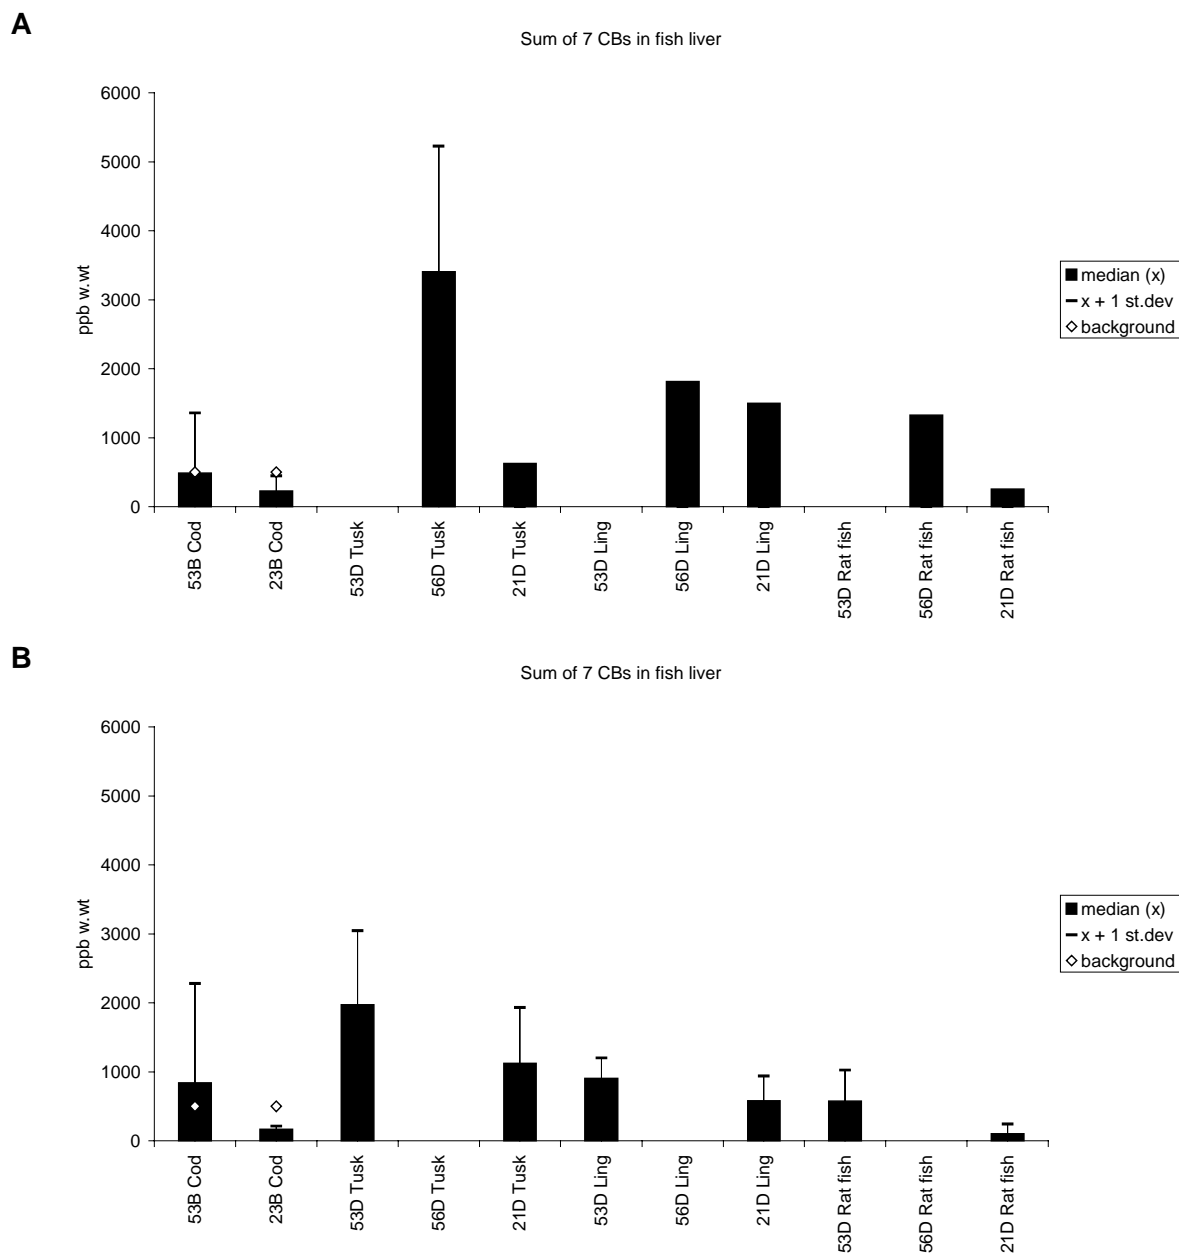 A
Sum of 7 CBs in fish liver
6000
5000
4000
3000
2000
1000
0
ppb w.wt
53B Cod
23B Cod
53D Tusk
56D Tusk
21D Tusk
53D Ling
56D Ling
21D Ling
53D Rat fish
56D Rat fish
21D Rat fish
median (x)
x + 1 st.dev
background
B
Sum of 7 CBs in fish liver
6000
5000
4000
3000
2000
1000
0
ppb w.wt
53B Cod
23B Cod
53D Tusk
56D Tusk
21D Tusk
53D Ling
56D Ling
21D Ling
53D Rat fish
56D Rat fish
21D Rat fish
median (x)
x + 1 st.dev
background